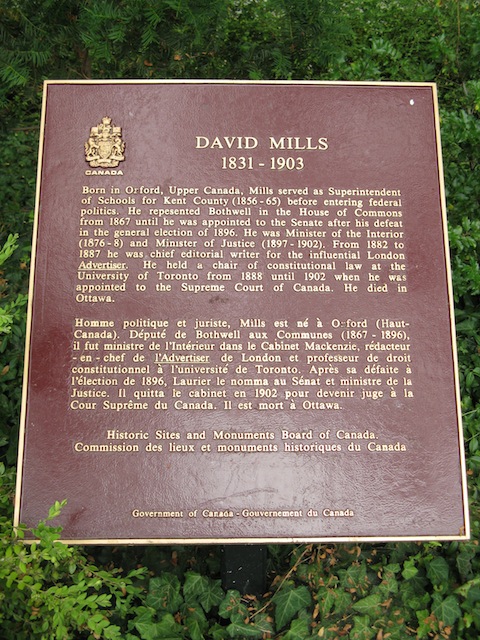 CANADA
DAVID MILLS
1831 - 1903
Born in Orford, Upper Canada, Mills served as Superintendent
of Schools for Kent County (1856 - 65) before entering federal
politics. He repesented Bothwell in the House of Commons
from 1867 until he was appointed to the Senate after his defeat
in the general election of 1896. He was Minister of the Interior
(1876 - 8) and Minister of Justice (1897 - 1902). From 1882 to
1887 he was chief editorial writer for the influential London
Advertiser. He held a chair of constitutional law at the
University of Toronto from 1888 until 1902 when he was
appointed to the Supreme Court of Canada. He died in
Ottawa.
Homme politique et juriste, Mills est né à Orford (Haut-
Canada). Député de Bothwell aux Communes (1867 - 1896),
il fut ministre de l'Intérieur dans le Cabinet Mackenzie, rédacteur
- en - chef de l'Advertiser de London et professeur de droit
constitutionnel à l'université de Toronto. Après sa défaite à
l'élection de 1896, Laurier le nomma au Sénat et ministre de la
Justice. Il quitta le cabinet en 1902 pour devenir juge à la
Cour Suprême du Canada. Il est mort à Ottawa.
Historic Sites and Monuments Board of Canada.
Commission des lieux et monuments historiques du Canada
Government of Canada - Gouvernement du Canada